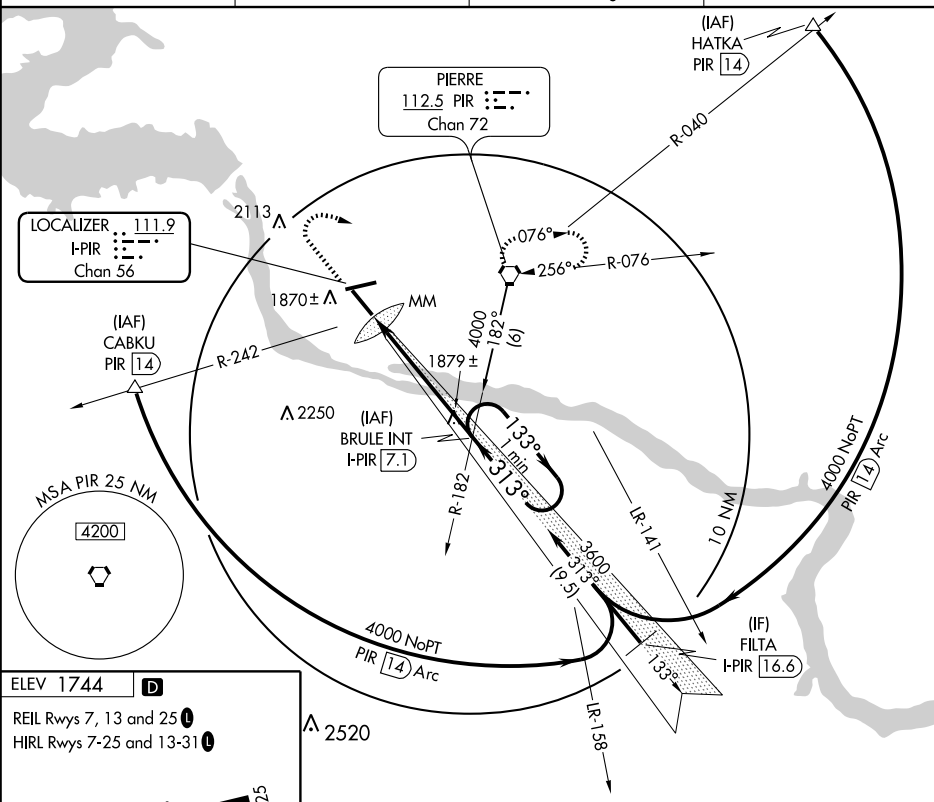 (IAF)
HATKA
PIR 14
PIERRE
112.5 PIR
Chan 72
R-040
LOCALIZER 111.9
I-PIR
Chan 56
2113
076°
256°
R-076
1870±
MM
4000
182°
(6)
(IAF)
CABKU
PIR 14
R-242
1879±
2250
(IAF)
BRULE INT
I-PIR 7.1
133°
1 min
313°
R-182
4000 NoPT
PIR 14 Arc
MSA PIR 25 NM
4200
LR-141
10 NM
3600
313°
(9.5)
(IF)
FILTA
I-PIR 16.6
133°
4000 NoPT
PIR 14 Arc
LR-158
ELEV 1744 D
REIL Rwys 7, 13 and 25 L
HIRL Rwys 7-25 and 13-31 L
2520
25